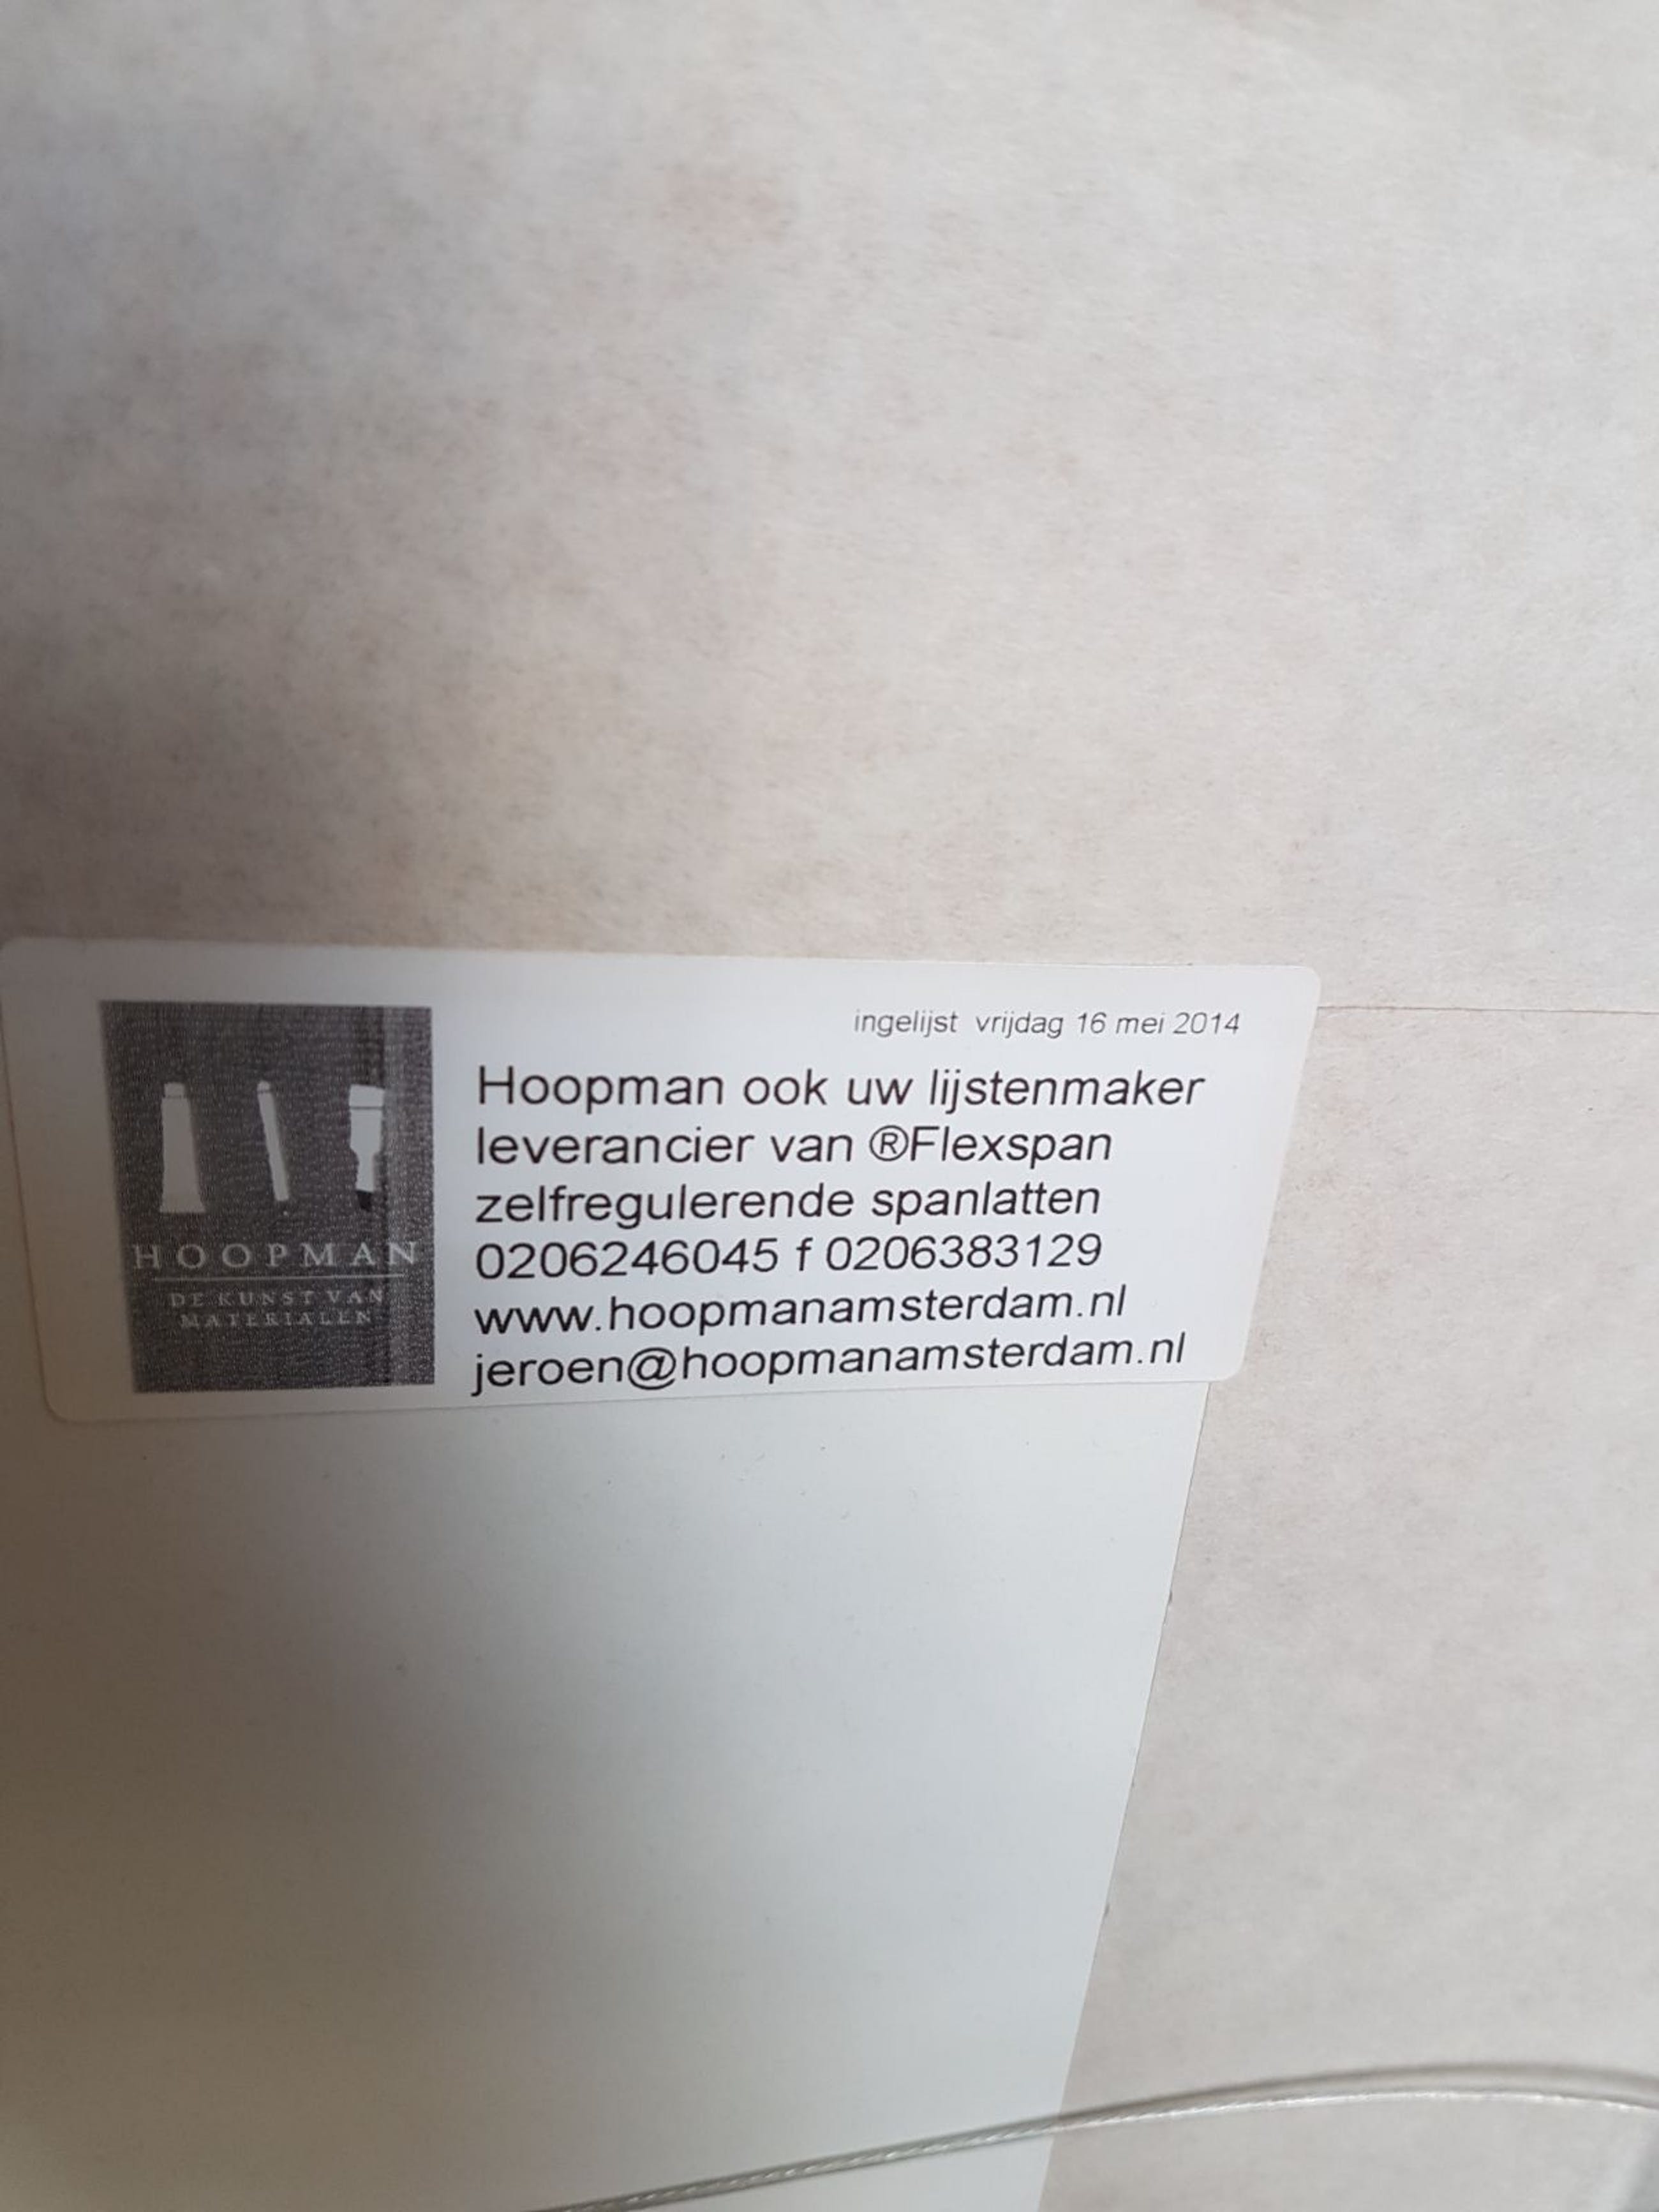 ingelijst vrijdag 16 mei 2014
Hoopman ook uw lijstenmaker
leverancier van ®Flexspan
zelfregulerende spanlatten
0206246045 f 0206383129
www.hoopmanamsterdam.nl
jeroen@hoopmanamsterdam.nl
HOOPMAN
DE KUNST VAN
MATERIALEN